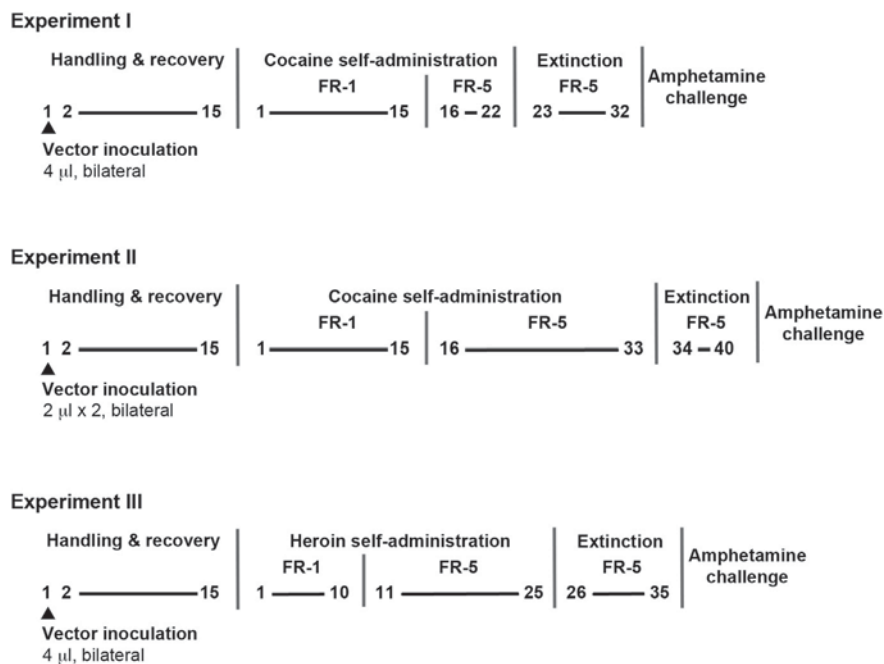 Experiment I
Handling & recovery
Cocaine self-administration
Extinction
Amphetamine
challenge
FR-1
FR-5
FR-5
1 2 15
1 15
16 22
23 32
Vector inoculation
4 μl, bilateral
Experiment II
Handling & recovery
Cocaine self-administration
Extinction
Amphetamine
challenge
FR-1
FR-5
FR-5
1 2 15
1 15
16 33
34 40
Vector inoculation
2 μl x 2, bilateral
Experiment III
Handling & recovery
Heroin self-administration
Extinction
Amphetamine
challenge
FR-1
FR-5
FR-5
1 2 15
1 10
11 25
26 35
Vector inoculation
4 μl, bilateral